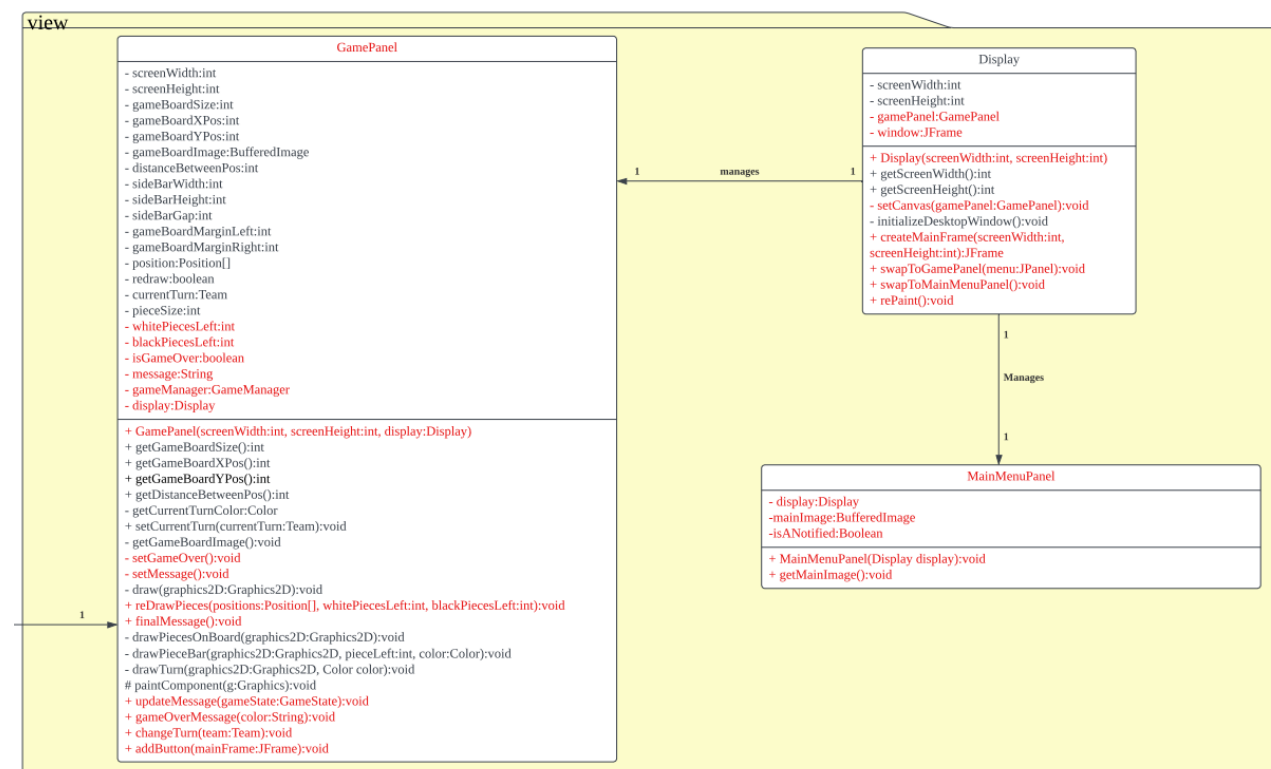 view
GamePanel
- screenWidth:int
- screenHeight:int
- gameBoardSize:int
- gameBoardXPos:int
- gameBoardYPos:int
- gameBoardImage:BufferedImage
- distanceBetweenPos:int
- sideBarWidth:int
- sideBarHeight:int
- sideBarGap:int
- gameBoardMarginLeft:int
- gameBoardMarginRight:int
- position:Position[]
- redraw:boolean
- currentTurn:Team
- pieceSize:int
- whitePiecesLeft:int
- blackPiecesLeft:int
- isGameOver:boolean
- message:String
- gameManager:GameManager
- display:Display
+ GamePanel(screenWidth:int, screenHeight:int, display:Display)
+ getGameBoardSize():int
+ getGameBoardXPos():int
+ getGameBoardYPos():int
+ getDistanceBetweenPos():int
- getCurrentTurnColor:Color
+ setCurrentTurn(currentTurn:Team):void
- getGameBoardImage():void
- setGameOver():void
- setMessage():void
- draw(graphics2D:Graphics2D):void
+ reDrawPieces(positions:Position[], whitePiecesLeft:int, blackPiecesLeft:int):void
+ finalMessage():void
- drawPiecesOnBoard(graphics2D:Graphics2D):void
- drawPieceBar(graphics2D:Graphics2D, pieceLeft:int, color:Color):void
- drawTurn(graphics2D:Graphics2D, Color color):void
# paintComponent(g:Graphics):void
+ updateMessage(gameState:GameState):void
+ gameOverMessage(color:String):void
+ changeTurn(team:Team):void
+ addButton(mainFrame:JFrame):void
1
1 manages 1
Display
- screenWidth:int
- screenHeight:int
- gamePanel:GamePanel
- window:JFrame
+ Display(screenWidth:int, screenHeight:int)
+ getScreenWidth():int
+ getScreenHeight():int
- setCanvas(gamePanel:GamePanel):void
- initializeDesktopWindow():void
+ createMainFrame(screenWidth:int,
screenHeight:int):JFrame
+ swapToGamePanel(menu:JPanel):void
+ swapToMainMenuPanel():void
+ rePaint():void
1
Manages
1
MainMenuPanel
- display:Display
-mainImage:BufferedImage
-isANotified:Boolean
+ MainMenuPanel(Display display):void
+ getMainImage():void